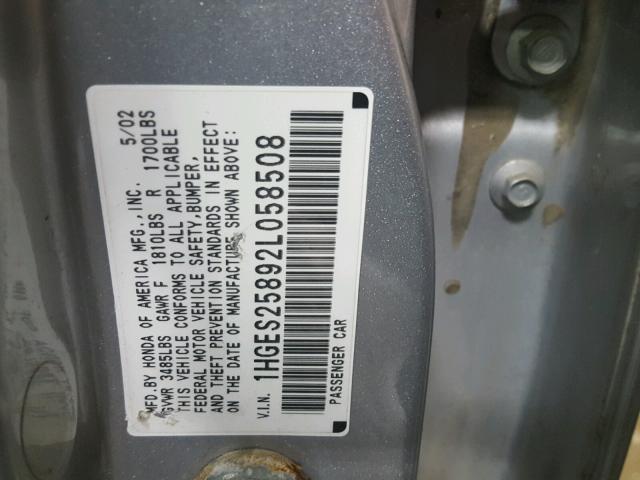 MFD.BY HONDA OF AMERICA MFG.,INC. 5/02
GVWR 3485LBS GAWR F 1810LBS R 1700LBS
THIS VEHICLE CONFORMS TO ALL APPLICABLE
FEDERAL MOTOR VEHICLE SAFETY,BUMPER,
AND THEFT PREVENTION STANDARDS IN EFFECT
ON THE DATE OF MANUFACTURE SHOWN ABOVE:
V.I.N. 1HGES25892L058508
PASSENGER CAR